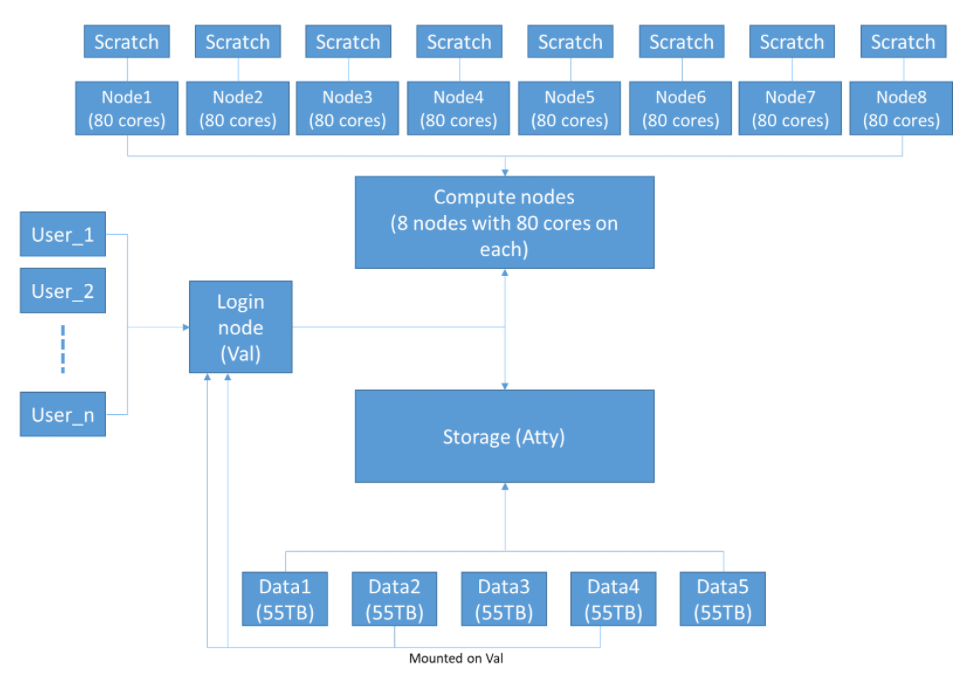 Scratch
Scratch
Scratch
Scratch
Scratch
Scratch
Scratch
Scratch
Node1
(80 cores)
Node2
(80 cores)
Node3
(80 cores)
Node4
(80 cores)
Node5
(80 cores)
Node6
(80 cores)
Node7
(80 cores)
Node8
(80 cores)
Compute nodes
(8 nodes with 80 cores on
each)
User_1
User_2
User_n
Login
node
(Val)
Storage (Atty)
Data1
(55TB)
Data2
(55TB)
Data3
(55TB)
Data4
(55TB)
Data5
(55TB)
Mounted on Val